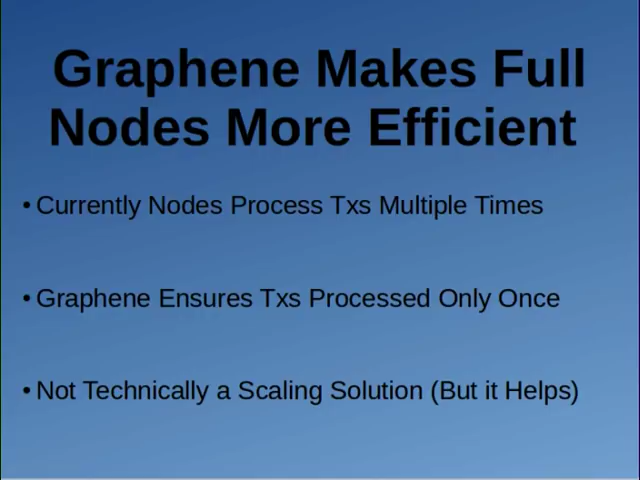 Graphene Makes Full
Nodes More Efficient
• Currently Nodes Process Txs Multiple Times
• Graphene Ensures Txs Processed Only Once
• Not Technically a Scaling Solution (But it Helps)